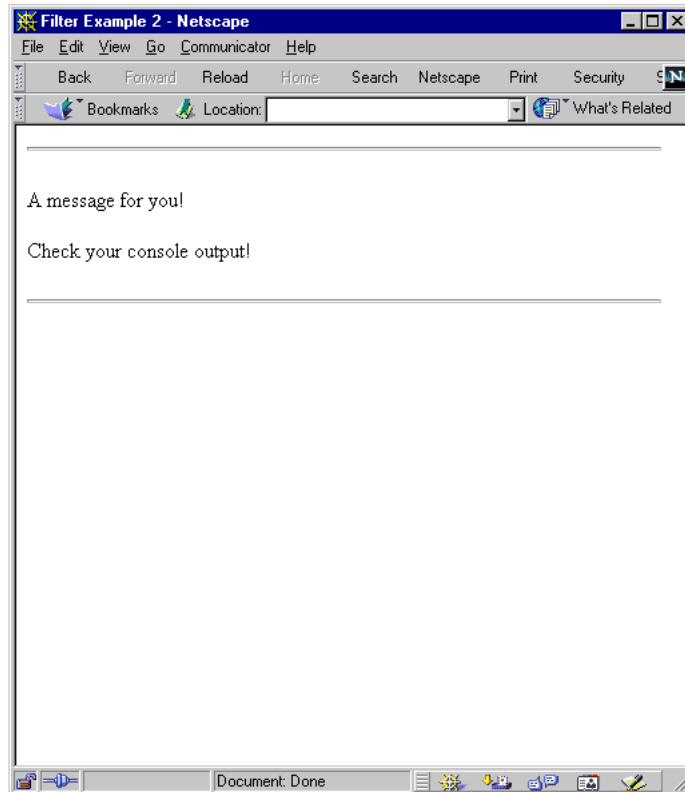 Filter Example 2 - Netscape
File Edit View Go Communicator Help
Back Forward Reload Home Search Netscape Print Security S N
Bookmarks Location: What's Related
A message for you!
Check your console output!
Document: Done